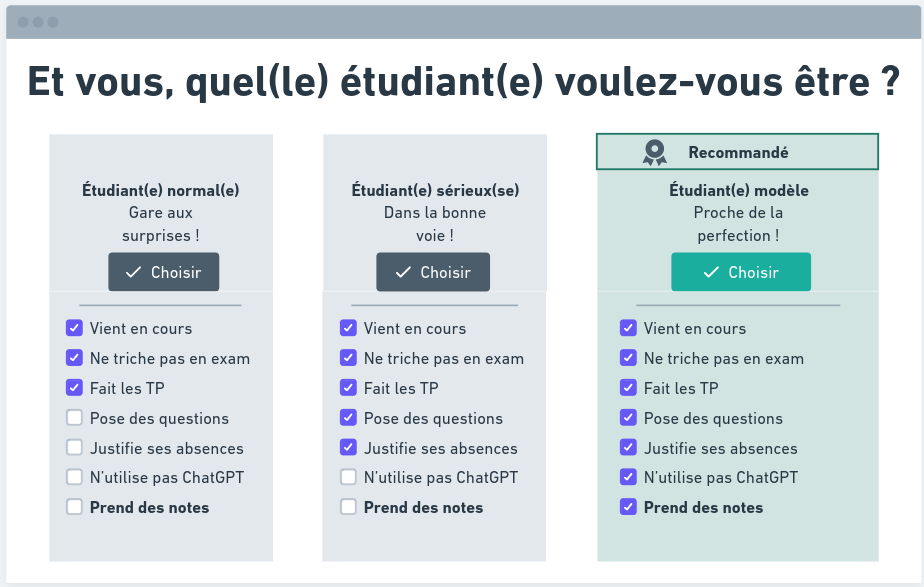 Et vous, quel(le) étudiant(e) voulez-vous être ?
Étudiant(e) normal(e)
Gare aux
surprises !
Choisir
Vient en cours
Ne triche pas en exam
Fait les TP
Pose des questions
Justifie ses absences
N'utilise pas ChatGPT
Prend des notes
Étudiant(e) sérieux(se)
Dans la bonne
voie !
Choisir
Vient en cours
Ne triche pas en exam
Fait les TP
Pose des questions
Justifie ses absences
N'utilise pas ChatGPT
Prend des notes
Recommandé
Étudiant(e) modèle
Proche de la
perfection !
Choisir
Vient en cours
Ne triche pas en exam
Fait les TP
Pose des questions
Justifie ses absences
N'utilise pas ChatGPT
Prend des notes